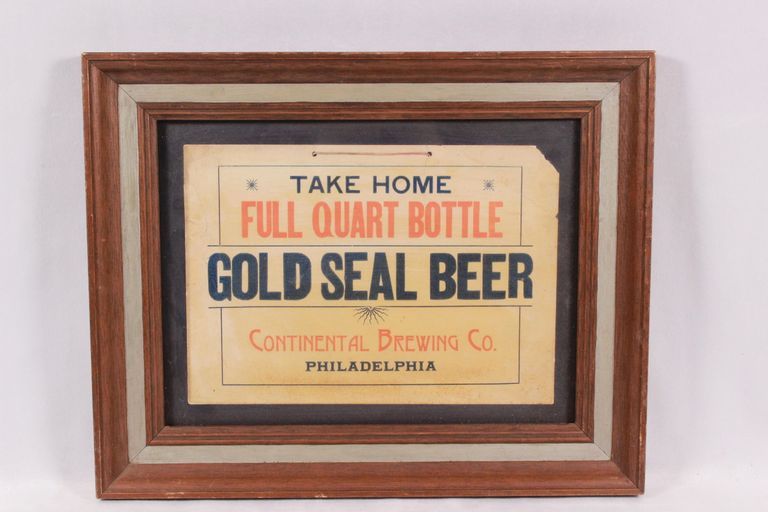 TAKE HOME
FULL QUART BOTTLE
GOLD SEAL BEER
CONTINENTAL BREWING CO.
PHILADELPHIA